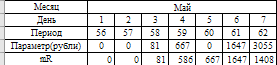 Месяц Май
День 1 2 3 4 5 6 7
Период 56 57 58 59 60 61 62
Параметр(рубли) 0 0 81 667 0 1647 3055
mR 0 0 81 586 667 1647 1408